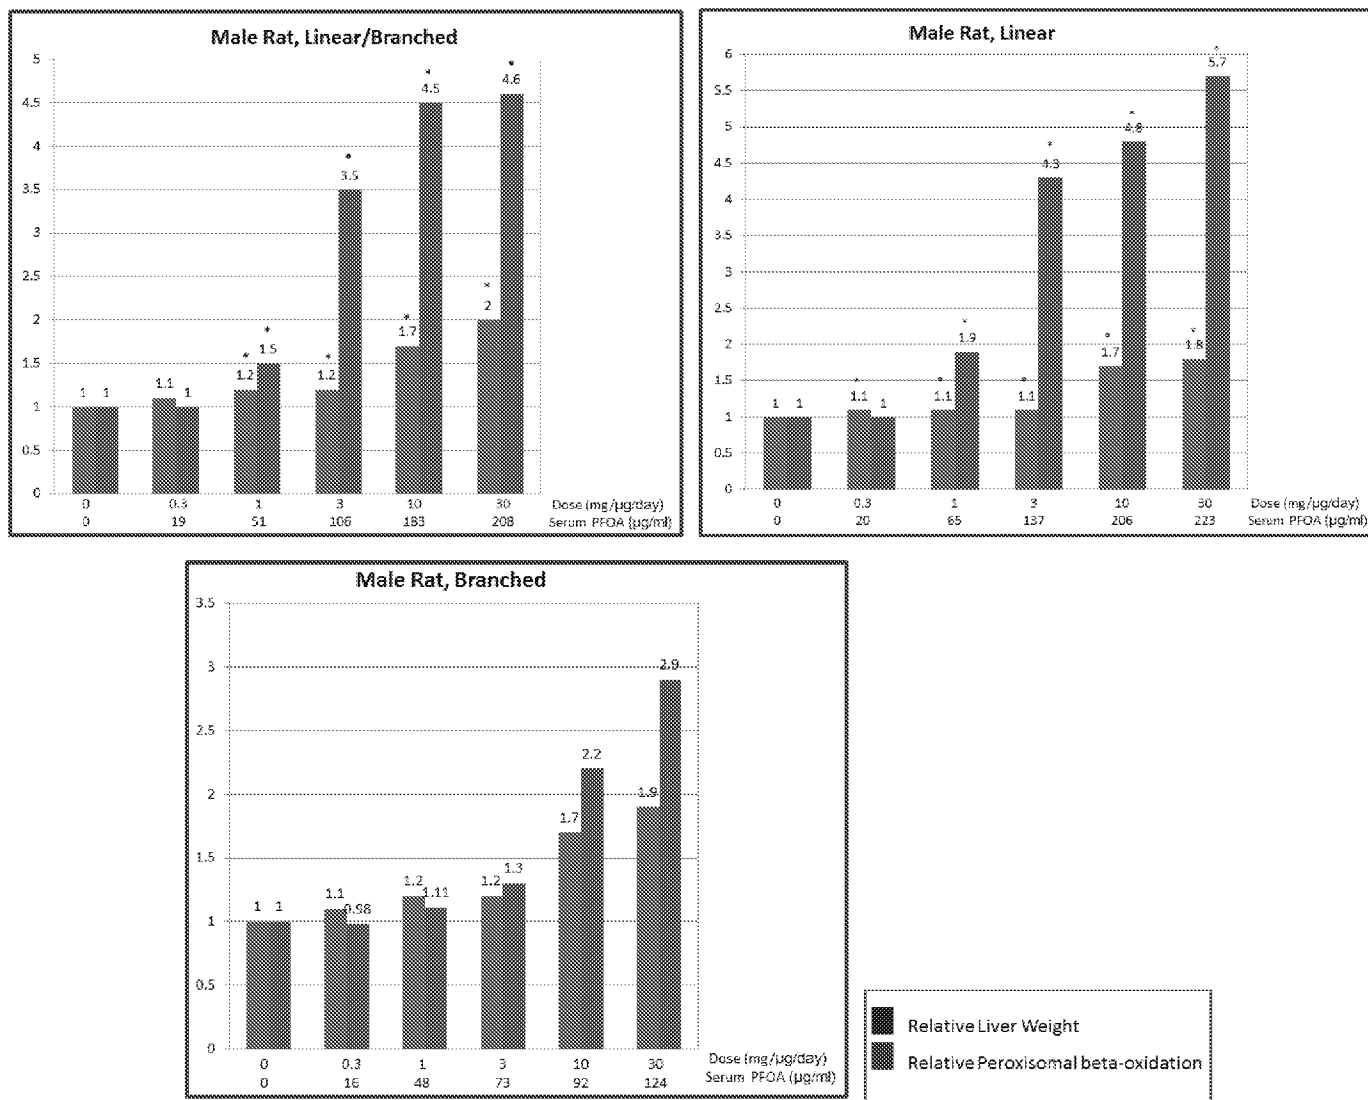 Male Rat, Linear/Branched
5
4.5
4
3.5
3
2.5
2
1.5
1
0.5
0
1 1
1.1 1
* 1.2 * 1.5
* 1.2 * 3.5
* 1.7 * 4.5
* 2 * 4.6
0 0.3 1 3 10 30 Dose (mg/µg/day)
0 19 51 106 183 208 Serum PFOA (µg/ml)
Male Rat, Linear
6
5.5
5
4.5
4
3.5
3
2.5
2
1.5
1
0.5
0
1 1
* 1.1 1
* 1.1 * 1.9
* 1.1 * 4.3
* 1.7 * 4.8
* 1.8 * 5.7
0 0.3 1 3 10 30 Dose (mg/µg/day)
0 20 65 137 206 223 Serum PFOA (µg/ml)
Male Rat, Branched
3.5
3
2.5
2
1.5
1
0.5
0
1 1
1.1 0.98
1.2 1.11
1.2 1.3
1.7 2.2
1.9 2.9
0 0.3 1 3 10 30 Dose (mg/µg/day)
0 16 48 73 92 124 Serum PFOA (µg/ml)
Relative Liver Weight
Relative Peroxisomal beta-oxidation